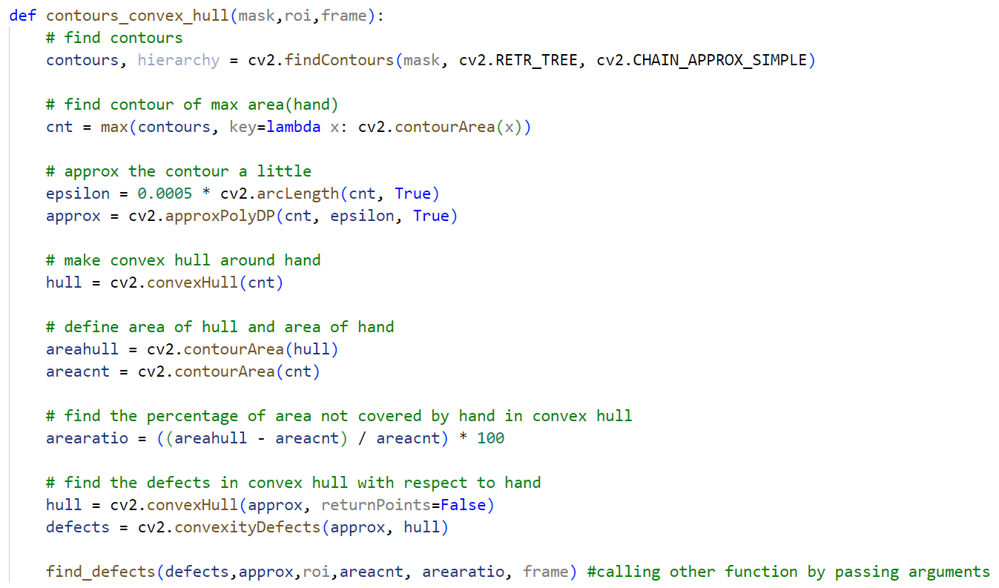 def contours_convex_hull(mask,roi,frame):
    # find contours
    contours, hierarchy = cv2.findContours(mask, cv2.RETR_TREE, cv2.CHAIN_APPROX_SIMPLE)
    # find contour of max area(hand)
    cnt = max(contours, key=lambda x: cv2.contourArea(x))
    # approx the contour a little
    epsilon = 0.0005 * cv2.arcLength(cnt, True)
    approx = cv2.approxPolyDP(cnt, epsilon, True)
    # make convex hull around hand
    hull = cv2.convexHull(cnt)
    # define area of hull and area of hand
    areahull = cv2.contourArea(hull)
    areacnt = cv2.contourArea(cnt)
    # find the percentage of area not covered by hand in convex hull
    arearatio = ((areahull - areacnt) / areacnt) * 100
    # find the defects in convex hull with respect to hand
    hull = cv2.convexHull(approx, returnPoints=False)
    defects = cv2.convexityDefects(approx, hull)
    find_defects(defects,approx,roi,areacnt, arearatio, frame) #calling other function by passing arguments